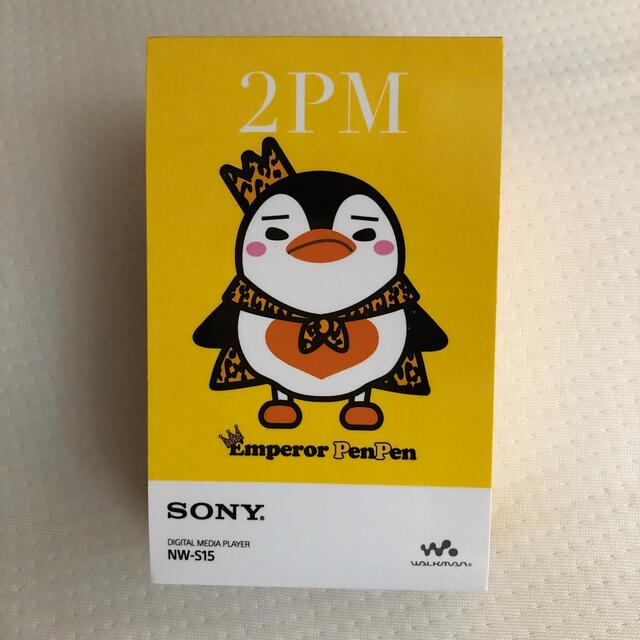 2PM
Emperor PenPen
SONY®
DIGITAL MEDIA PLAYER
NW-S15
WALKMAN®